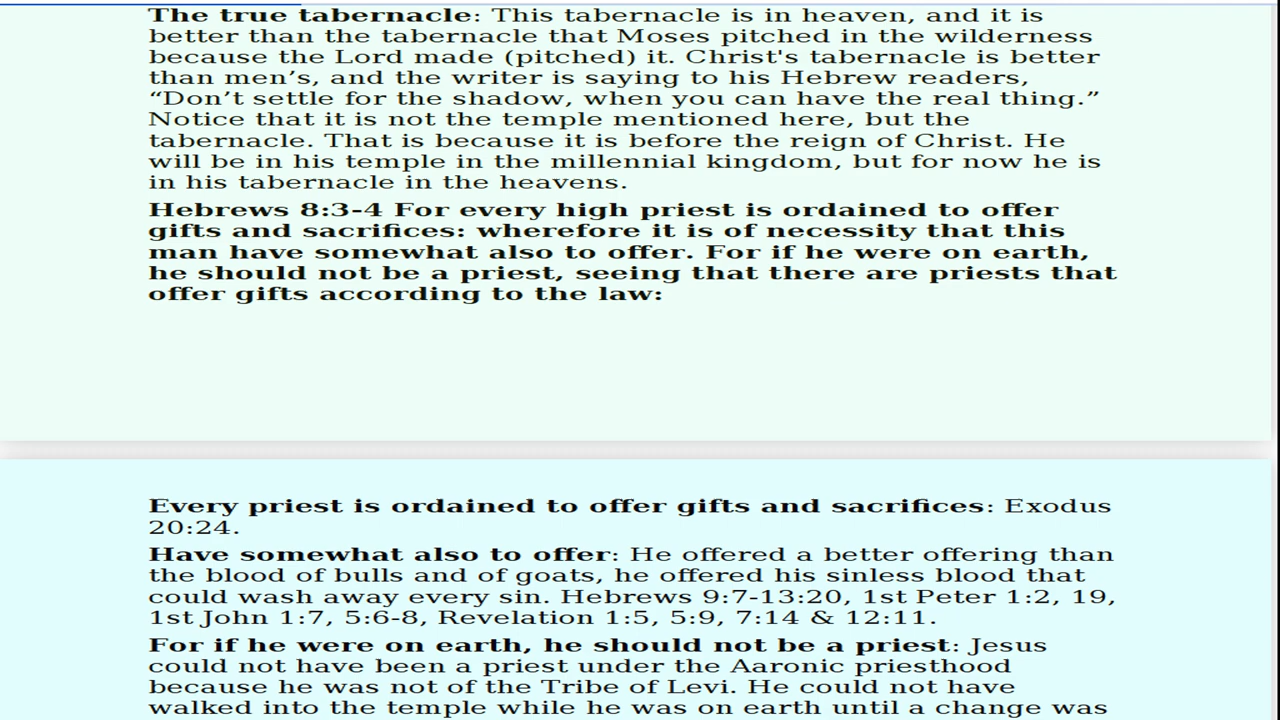 The true tabernacle: This tabernacle is in heaven, and it is
better than the tabernacle that Moses pitched in the wilderness
because the Lord made (pitched) it. Christ's tabernacle is better
than men’s, and the writer is saying to his Hebrew readers,
“Don’t settle for the shadow, when you can have the real thing.”
Notice that it is not the temple mentioned here, but the
tabernacle. That is because it is before the reign of Christ. He
will be in his temple in the millennial kingdom, but for now he is
in his tabernacle in the heavens.
Hebrews 8:3-4 For every high priest is ordained to offer
gifts and sacrifices: wherefore it is of necessity that this
man have somewhat also to offer. For if he were on earth,
he should not be a priest, seeing that there are priests that
offer gifts according to the law:
Every priest is ordained to offer gifts and sacrifices: Exodus
20:24.
Have somewhat also to offer: He offered a better offering than
the blood of bulls and of goats, he offered his sinless blood that
could wash away every sin. Hebrews 9:7-13:20, 1st Peter 1:2, 19,
1st John 1:7, 5:6-8, Revelation 1:5, 5:9, 7:14 & 12:11.
For if he were on earth, he should not be a priest: Jesus
could not have been a priest under the Aaronic priesthood
because he was not of the Tribe of Levi. He could not have
walked into the temple while he was on earth until a change was